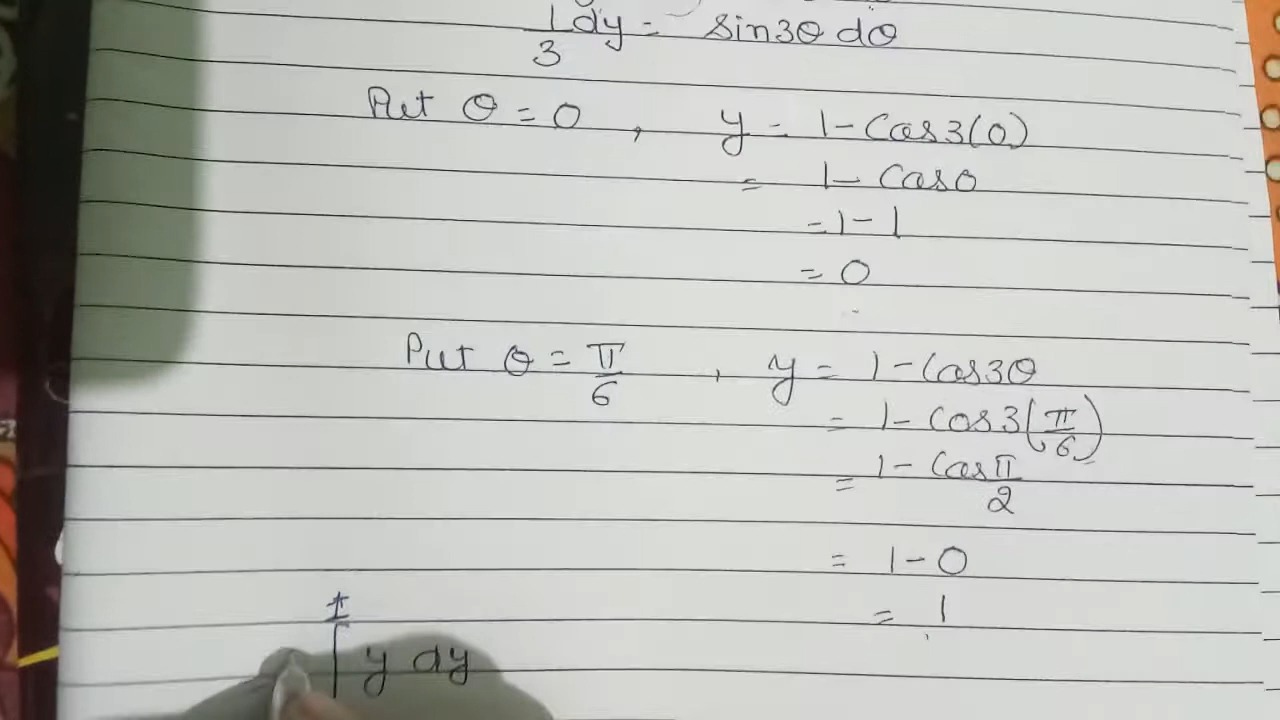 1/3 dy = sin3θ dθ
Put θ = 0 , y = 1 - Cos3(0)
= 1 - Cos0
= 1 - 1
= 0
Put θ = π/6 , y = 1 - Cos3θ
= 1 - Cos3(π/6)
= 1 - Cosπ/2
= 1 - 0
= 1
∫ y dy